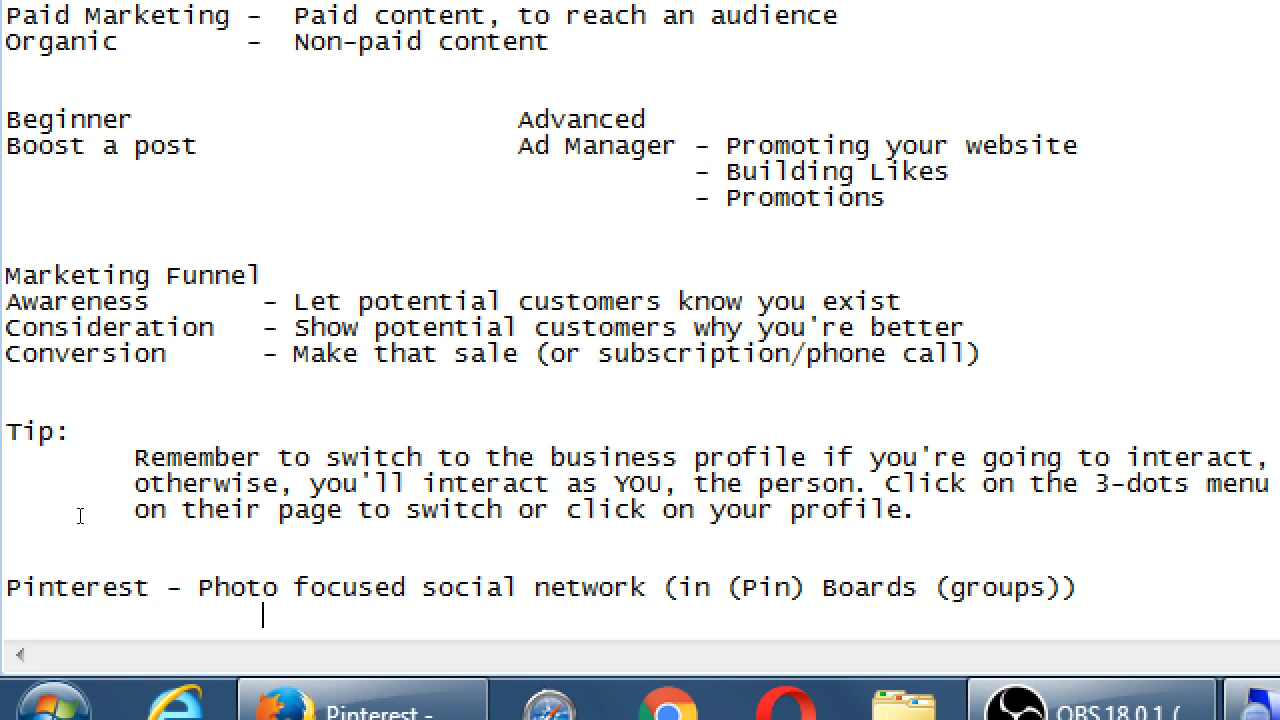 Paid Marketing - Paid content, to reach an audience
Organic - Non-paid content
Beginner Advanced
Boost a post Ad Manager - Promoting your website
- Building Likes
- Promotions
Marketing Funnel
Awareness - Let potential customers know you exist
Consideration - Show potential customers why you're better
Conversion - Make that sale (or subscription/phone call)
Tip:
Remember to switch to the business profile if you're going to interact,
otherwise, you'll interact as YOU, the person. Click on the 3-dots menu
on their page to switch or click on your profile.
Pinterest - Photo focused social network (in (Pin) Boards (groups))
Pinterest - OBS 18.0.1 (